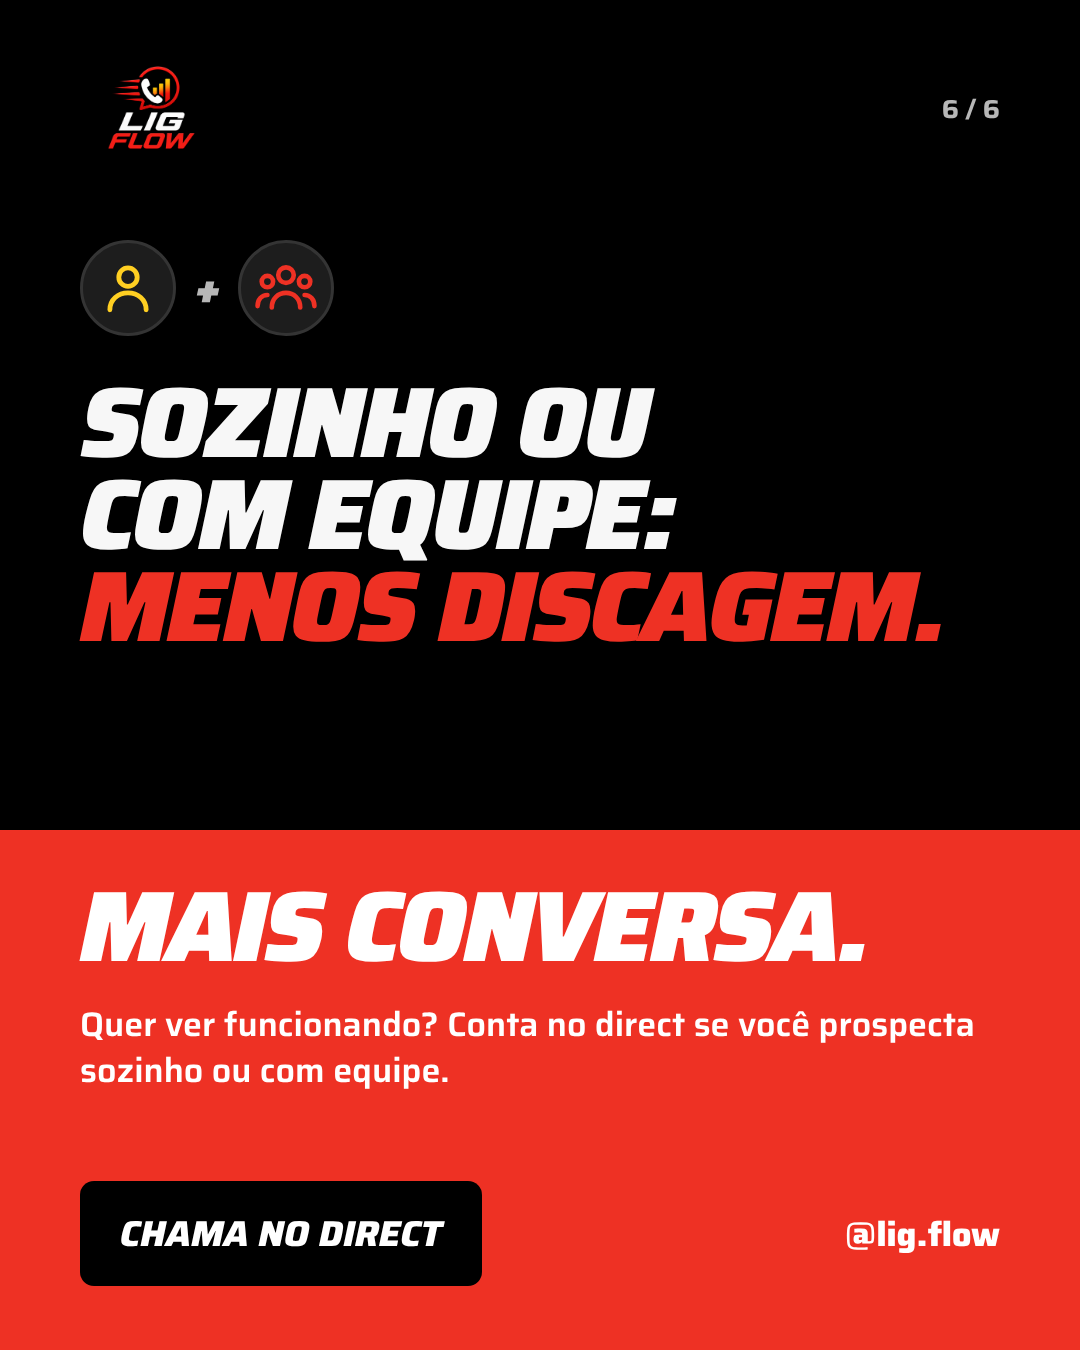 LIG
FLOW
6 / 6
+
SOZINHO OU
COM EQUIPE:
MENOS DISCAGEM.
MAIS CONVERSA.
Quer ver funcionando? Conta no direct se você prospecta
sozinho ou com equipe.
CHAMA NO DIRECT
@lig.flow